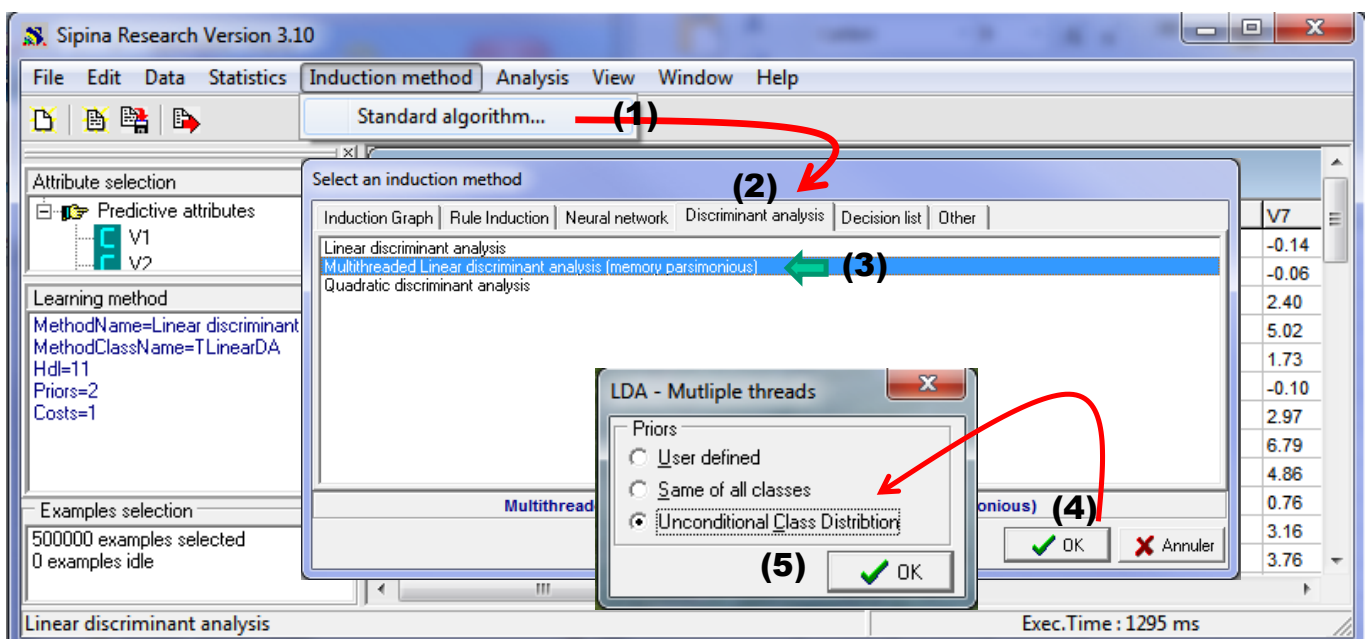 Sipina Research Version 3.10
File Edit Data Statistics Induction method Analysis View Window Help
Standard algorithm...
(1)
Attribute selection
Predictive attributes
V1
V2
Learning method
MethodName=Linear discriminant
MethodClassName=TLinearDA
Hdl=11
Priors=2
Costs=1
Examples selection
500000 examples selected
0 examples idle
Select an induction method
(2)
Induction Graph Rule Induction Neural network Discriminant analysis Decision list Other
Linear discriminant analysis
Multithreaded Linear discriminant analysis (memory parsimonious)
(3)
Quadratic discriminant analysis
Multithread
onious)
(4)
OK Annuler
LDA - Mutliple threads
Priors
User defined
Same of all classes
Unconditional Class Distribtion
(5)
OK
V7
-0.14
-0.06
2.40
5.02
1.73
-0.10
2.97
6.79
4.86
0.76
3.16
3.76
Linear discriminant analysis
Exec.Time : 1295 ms